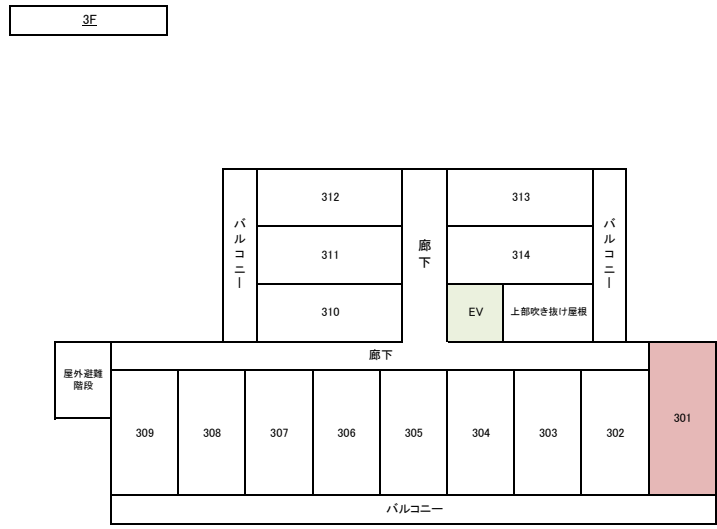 3F
312
313
バルコニー
廊下
バルコニー
311
314
310
EV
上部吹き抜け屋根
廊下
屋外避難
階段
301
309
308
307
306
305
304
303
302
バルコニー